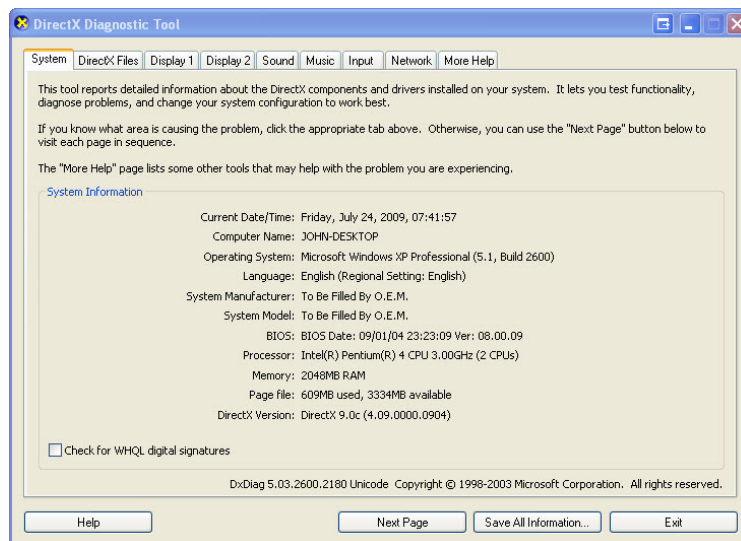 DirectX Diagnostic Tool
System DirectX Files Display 1 Display 2 Sound Music Input Network More Help
This tool reports detailed information about the DirectX components and drivers installed on your system. It lets you test functionality,
diagnose problems, and change your system configuration to work best.
If you know what area is causing the problem, click the appropriate tab above. Otherwise, you can use the "Next Page" button below to
visit each page in sequence.
The "More Help" page lists some other tools that may help with the problem you are experiencing.
System Information
Current Date/Time: Friday, July 24, 2009, 07:41:57
Computer Name: JOHN-DESKTOP
Operating System: Microsoft Windows XP Professional (5.1, Build 2600)
Language: English (Regional Setting: English)
System Manufacturer: To Be Filled By O.E.M.
System Model: To Be Filled By O.E.M.
BIOS: BIOS Date: 09/01/04 23:23:09 Ver: 08.00.09
Processor: Intel(R) Pentium(R) 4 CPU 3.00GHz (2 CPUs)
Memory: 2048MB RAM
Page file: 609MB used, 3334MB available
DirectX Version: DirectX 9.0c (4.09.0000.0904)
Check for WHQL digital signatures
DxDiag 5.03.2600.2180 Unicode Copyright © 1998-2003 Microsoft Corporation. All rights reserved.
Help Next Page Save All Information... Exit